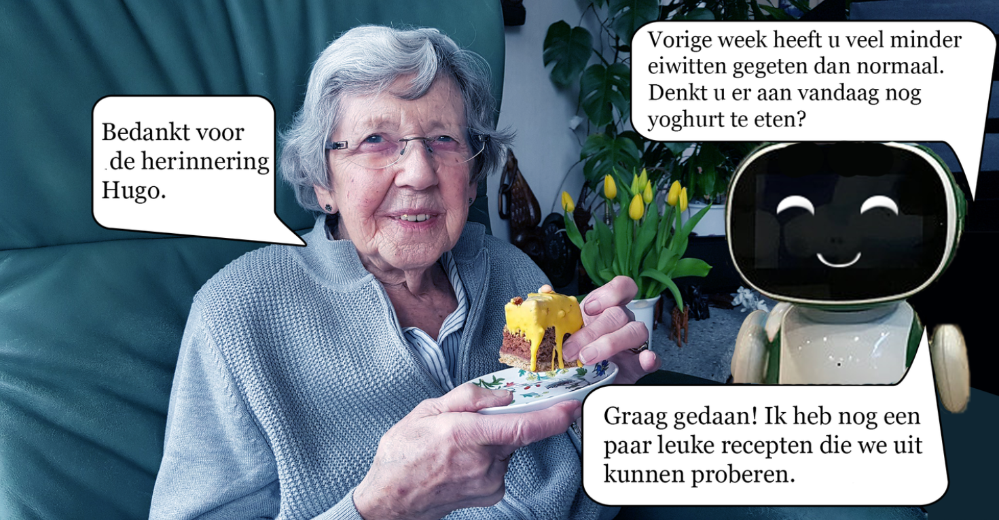 Vorige week heeft u veel minder
eiwitten gegeten dan normaal.
Denkt u er aan vandaag nog
yoghurt te eten?
Bedankt voor
de herinnering
Hugo.
Graag gedaan! Ik heb nog een
paar leuke recepten die we uit
kunnen proberen.